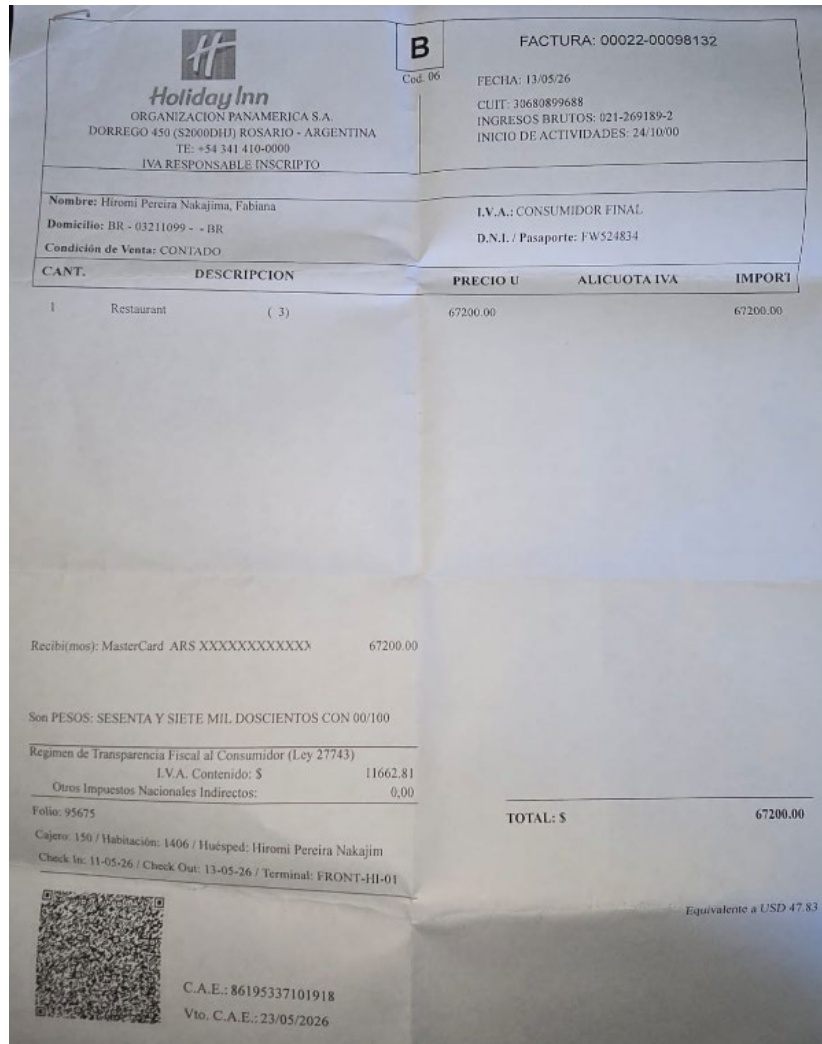 Holiday Inn
ORGANIZACION PANAMERICA S.A.
DORREGO 450 (S2000DHJ) ROSARIO - ARGENTINA
TE: +54 341 410-0000
IVA RESPONSABLE INSCRIPTO
B
Cod. 06
FACTURA: 00022-00098132
FECHA: 13/05/26
CUIT: 30680899688
INGRESOS BRUTOS: 021-269189-2
INICIO DE ACTIVIDADES: 24/10/00
Nombre: Hiromi Pereira Nakajima, Fabiana
Domicilio: BR - 03211099 - - BR
Condición de Venta: CONTADO
I.V.A.: CONSUMIDOR FINAL
D.N.I. / Pasaporte: FW524834
CANT. DESCRIPCION PRECIO U ALICUOTA IVA IMPORT
1 Restaurant ( 3) 67200.00 67200.00
Recibi(mos): MasterCard ARS XXXXXXXXXXXX 67200.00
Son PESOS: SESENTA Y SIETE MIL DOSCIENTOS CON 00/100
Regimen de Transparencia Fiscal al Consumidor (Ley 27743)
I.V.A. Contenido: $ 11662.81
Otros Impuestos Nacionales Indirectos: 0,00
Folio: 95675
Cajero: 150 / Habitación: 1406 / Huésped: Hiromi Pereira Nakajim
Check In: 11-05-26 / Check Out: 13-05-26 / Terminal: FRONT-HI-01
TOTAL: $ 67200.00
Equivalente a USD 47.83
C.A.E.: 86195337101918
Vto. C.A.E.: 23/05/2026